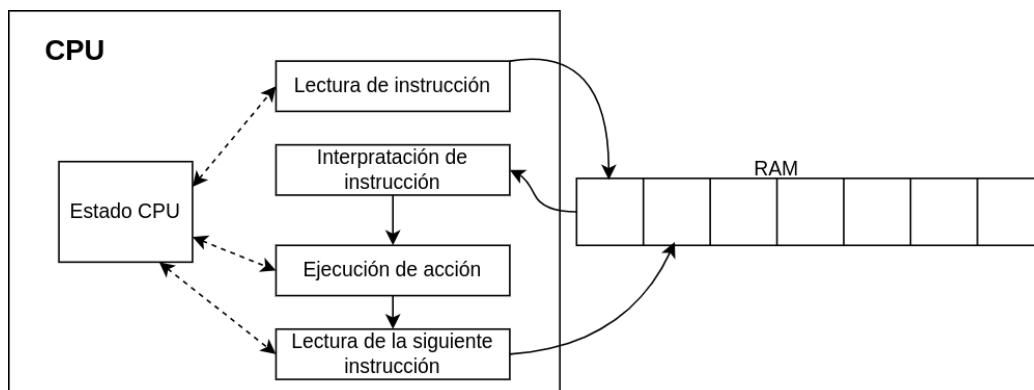 CPU
Lectura de instrucción
Interpratación de
instrucción
RAM
Estado CPU
Ejecución de acción
Lectura de la siguiente
instrucción